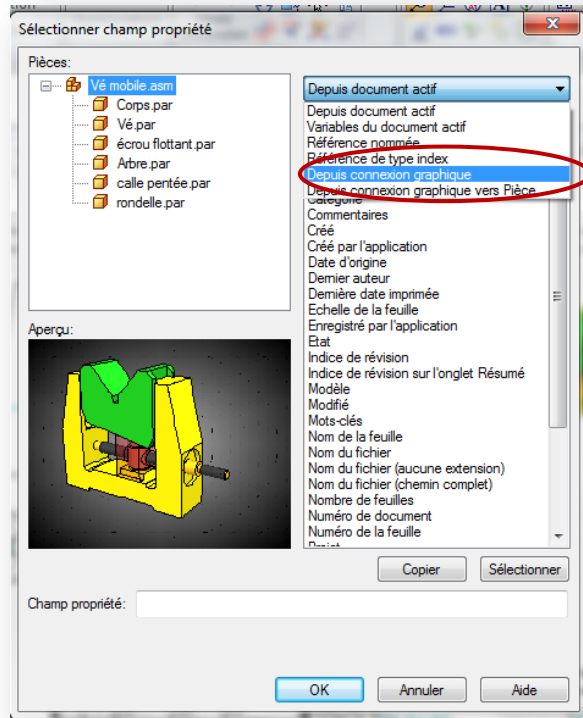 Sélectionner champ propriété
Pièces:
Vé mobile.asm
Corps.par
Vé.par
écrou flottant.par
Arbre.par
calle pentée.par
rondelle.par
Depuis document actif
Depuis document actif
Variables du document actif
Référence nommée
Référence de type index
Depuis connexion graphique
Depuis connexion graphique vers Pièce
Catégorie
Commentaires
Créé
Créé par l'application
Date d'origine
Dernier auteur
Dernière date imprimée
Echelle de la feuille
Enregistré par l'application
Etat
Indice de révision
Indice de révision sur l'onglet Résumé
Modèle
Modifié
Mots-clés
Nom de la feuille
Nom du fichier
Nom du fichier (aucune extension)
Nom du fichier (chemin complet)
Nombre de feuilles
Numéro de document
Numéro de la feuille
Projet
Aperçu:
Copier
Sélectionner
Champ propriété:
OK
Annuler
Aide